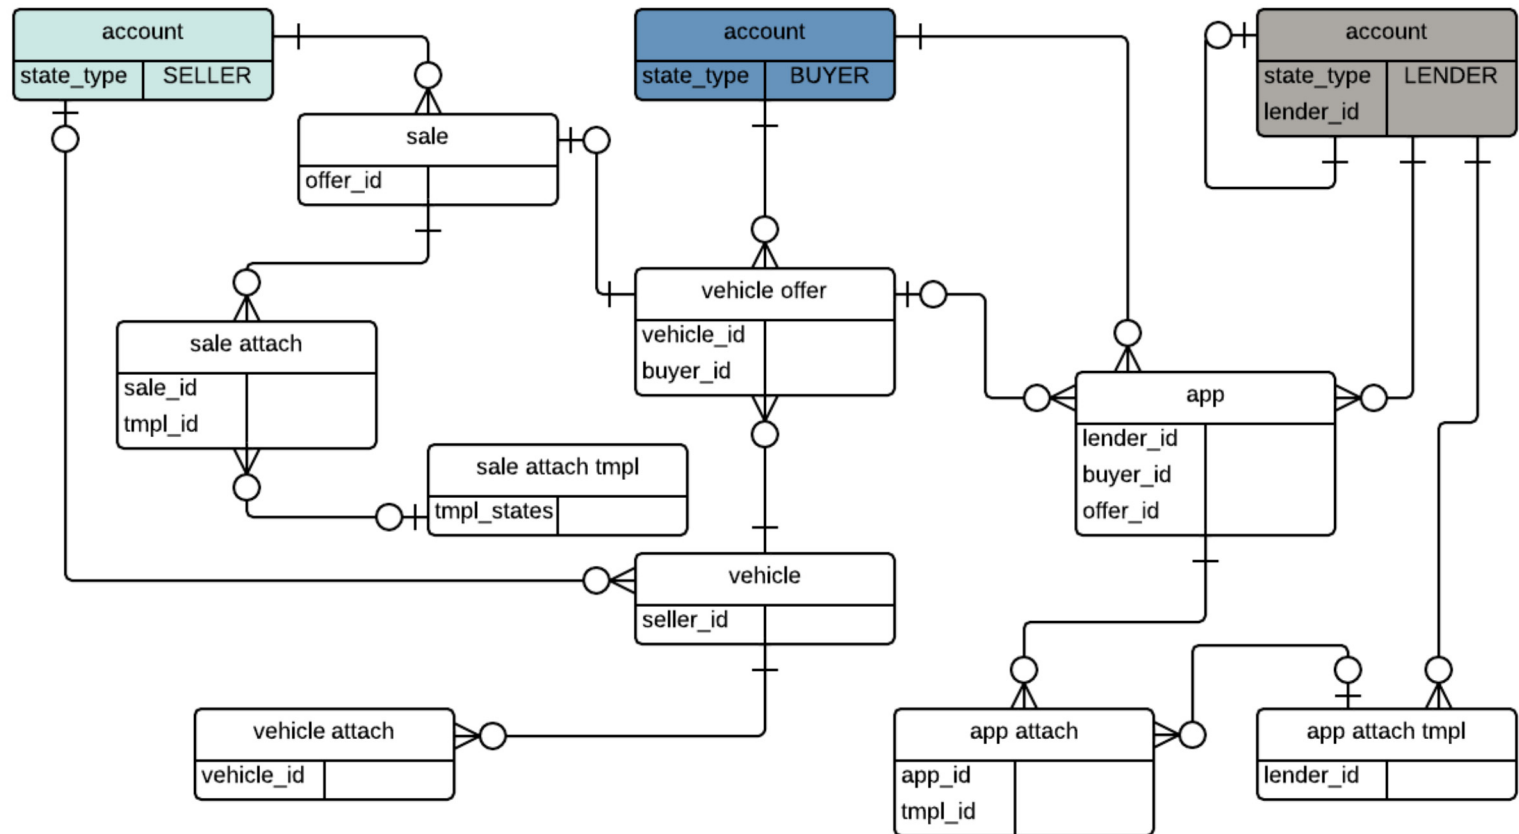 account
state_type SELLER
account
state_type BUYER
account
state_type LENDER
lender_id
sale
offer_id
vehicle offer
vehicle_id
buyer_id
sale attach
sale_id
tmpl_id
app
lender_id
buyer_id
offer_id
sale attach tmpl
tmpl_states
vehicle
seller_id
vehicle attach
vehicle_id
app attach
app_id
tmpl_id
app attach tmpl
lender_id